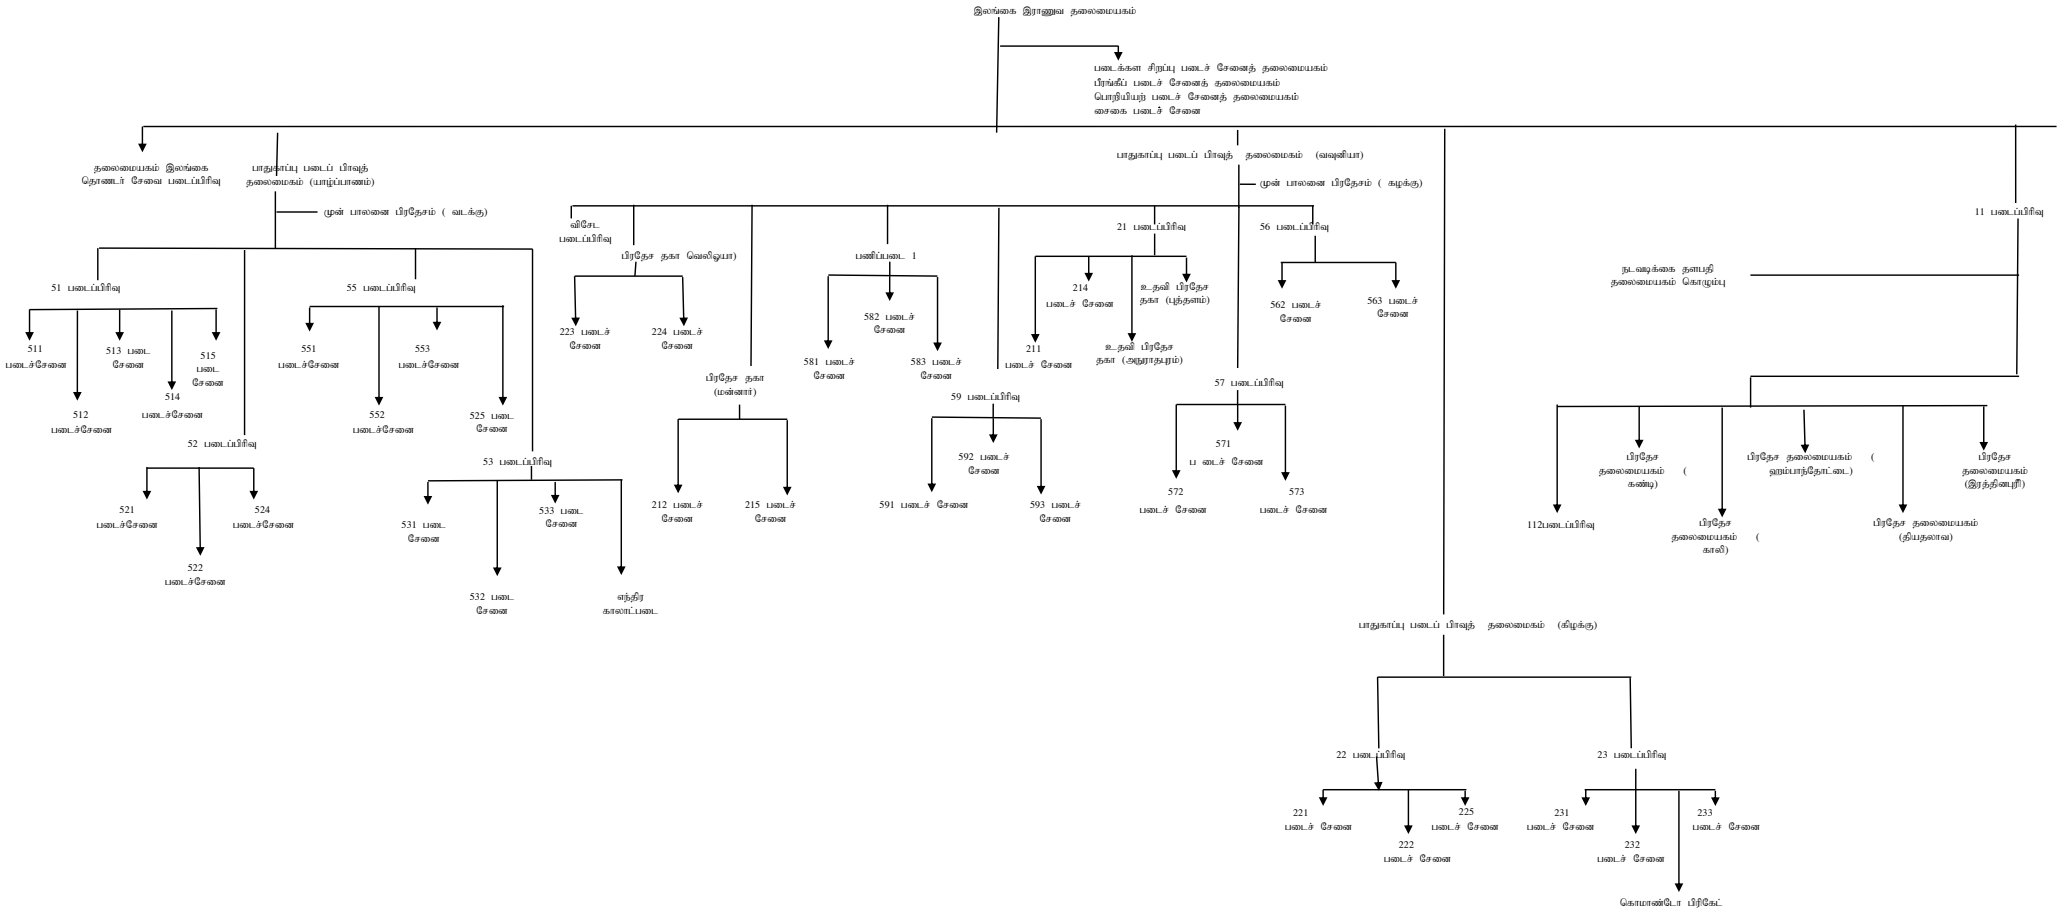 இலங்கை இராணுவ தலைமையகம்
படைக்கள சிறப்பு படைச் சேனைத் தலைமையகம்
பீரங்கீப் படைச் சேனைத் தலைமையகம்
பொறியியற் படைச் சேனைத் தலைமையகம்
சைகை படைச் சேனை
தலைமையகம் இலங்கை
தொணடர் சேவை படைப்பிரிவு
பாதுகாப்பு படைப் பிரவுத்
தலைமைகம் (யாழ்ப்பாணம்)
முன் பாலனை பிரதேசம் ( வடக்கு)
51 படைப்பிரிவு
511
படைச்சேனை
512
படைச்சேனை
513 படை
சேனை
514
படைச்சேனை
515
படை
சேனை
52 படைப்பிரிவு
521
படைச்சேனை
522
படைச்சேனை
524
படைச்சேனை
55 படைப்பிரிவு
551
படைச்சேனை
552
படைச்சேனை
553
படைச்சேனை
525 படை
சேனை
53 படைப்பிரிவு
531 படை
சேனை
532 படை
சேனை
533 படை
சேனை
எந்திர
காலாட்படை
பாதுகாப்பு படைப் பிரவுத் தலைமைகம் (வவுனியா)
முன் பாலனை பிரதேசம் ( கழக்கு)
விசேட
படைப்பிரிவு
பிரதேச தகா வெலிஓயா)
223 படைச்
சேனை
224 படைச்
சேனை
பிரதேச தகா
(மன்னார்)
212 படைச்
சேனை
215 படைச்
சேனை
பணிப்படை 1
581 படைச்
சேனை
582 படைச்
சேனை
583 படைச்
சேனை
59 படைப்பிரிவு
591 படைச் சேனை
592 படைச்
சேனை
593 படைச்
சேனை
21 படைப்பிரிவு
211
படைச் சேனை
214
படைச் சேனை
உதவி பிரதேச
தகா (அநுராதபுரம்)
உதவி பிரதேச
தகா (புத்தளம்)
57 படைப்பிரிவு
571
ப டைச் சேனை
572
படைச் சேனை
573
படைச் சேனை
56 படைப்பிரிவு
562 படைச்
சேனை
563 படைச்
சேனை
பாதுகாப்பு படைப் பிரவுத் தலைமைகம் (கிழக்கு)
22 படைப்பிரிவு
221
படைச் சேனை
222
படைச் சேனை
225
படைச் சேனை
23 படைப்பிரிவு
231
படைச் சேனை
232
படைச் சேனை
233
படைச் சேனை
கொமாண்டோ பிரிகேட்
11 படைப்பிரிவு
நடவடிக்கை தளபதி
தலைமையகம் கொழும்பு
112படைப்பிரிவு
பிரதேச
தலைமையகம் (
கண்டி)
பிரதேச
தலைமையகம் (
காலி)
பிரதேச தலைமையகம் (
ஹம்பாந்தோட்டை)
பிரதேச தலைமையகம்
(தியதலாவ)
பிரதேச
தலைமையகம்
(இரத்தினபுரி)